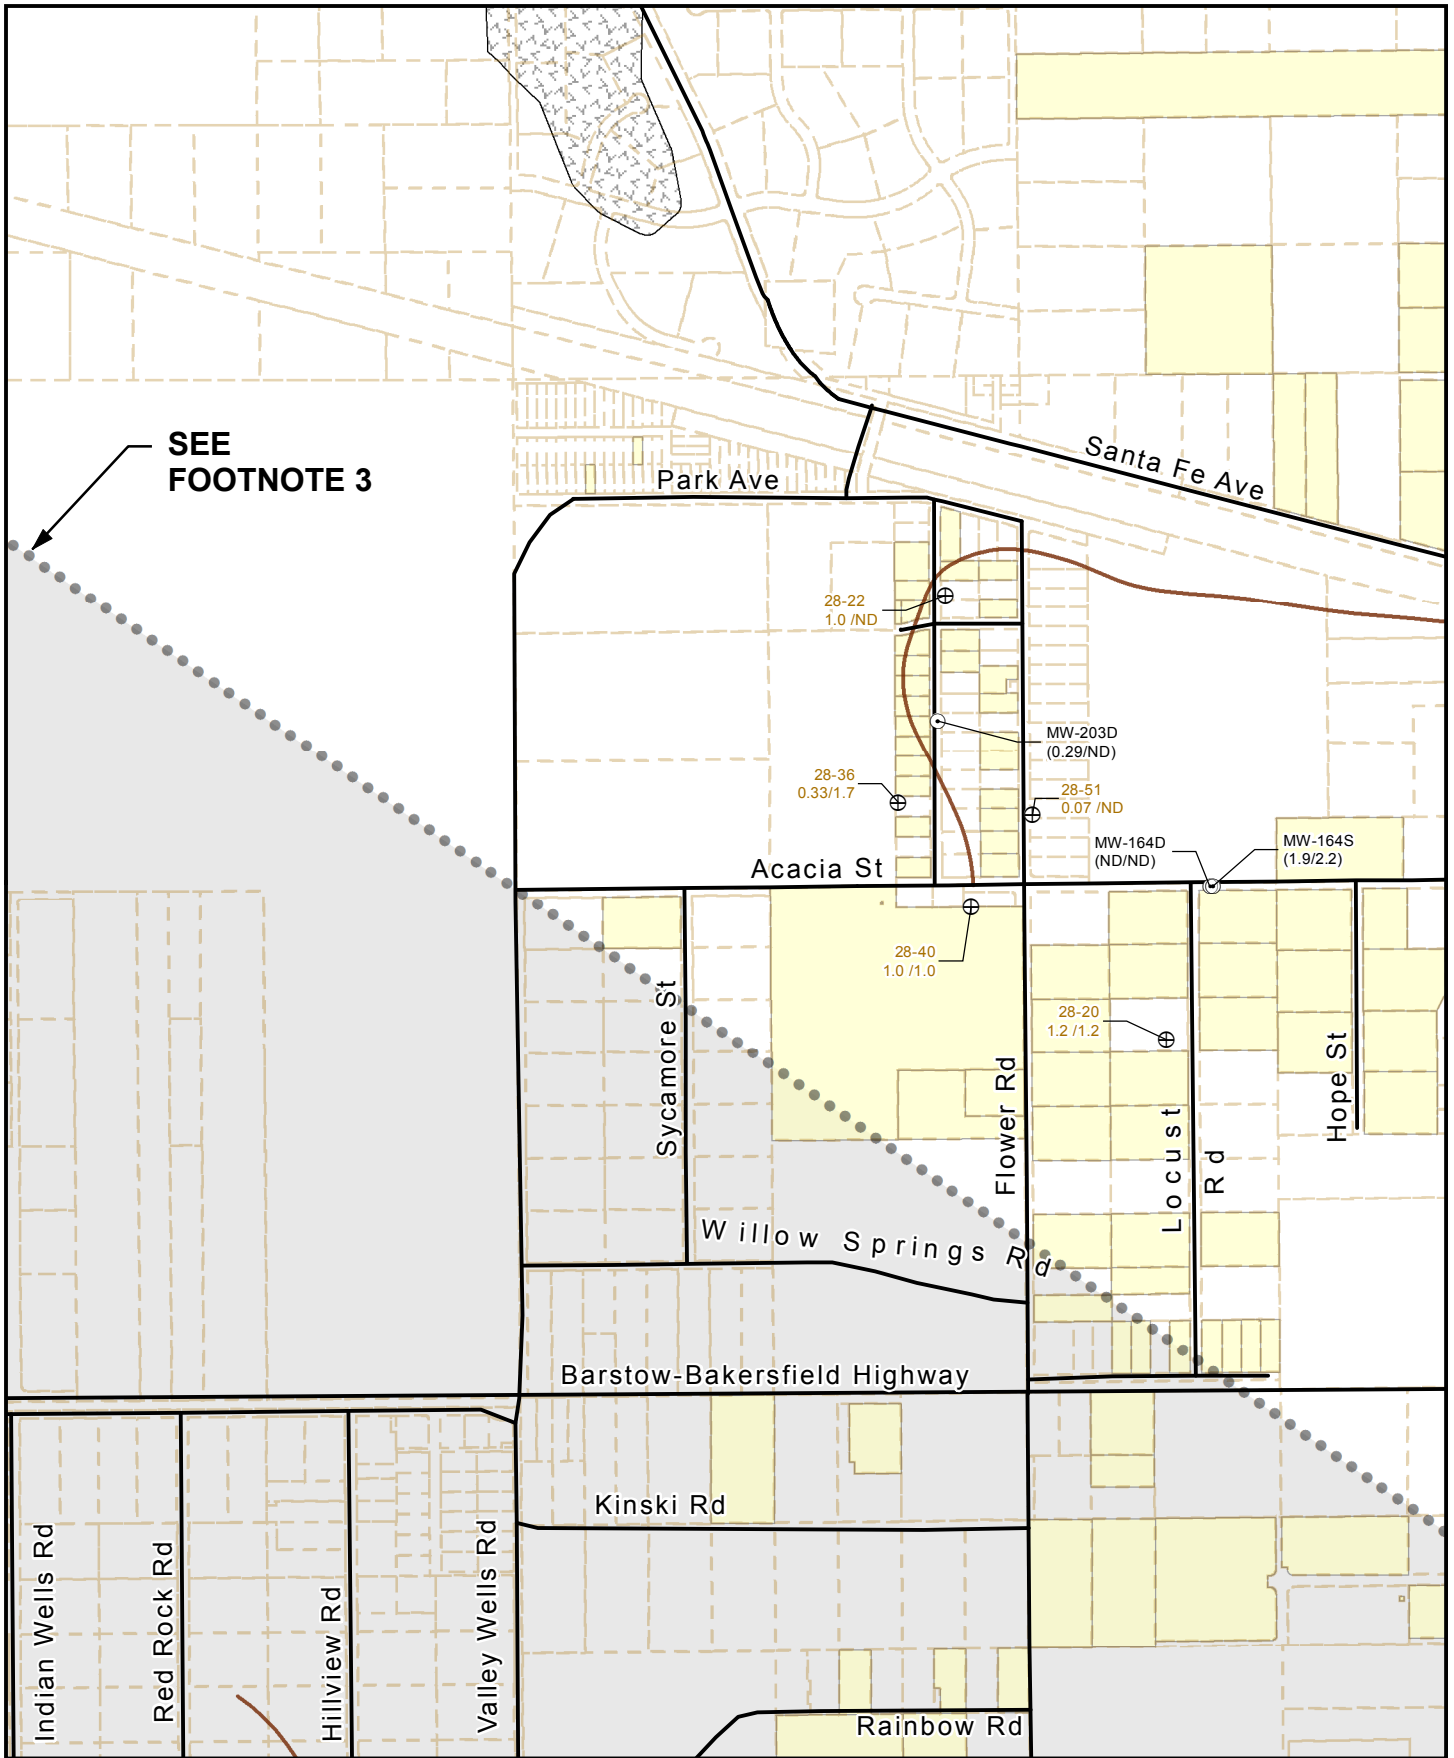 SEE
FOOTNOTE 3
Santa Fe Ave
Park Ave
28-22
1.0 /ND
MW-203D
(0.29/ND)
28-36
0.33/1.7
28-51
0.07 /ND
MW-164D
(ND/ND)
MW-164S
(1.9/2.2)
Acacia St
28-40
1.0 /1.0
28-20
1.2 /1.2
Sycamore St
Flower Rd
Locust
Rd
Hope St
Willow Springs Rd
Barstow-Bakersfield Highway
Kinski Rd
Indian Wells Rd
Red Rock Rd
Hillview Rd
Valley Wells Rd
Rainbow Rd